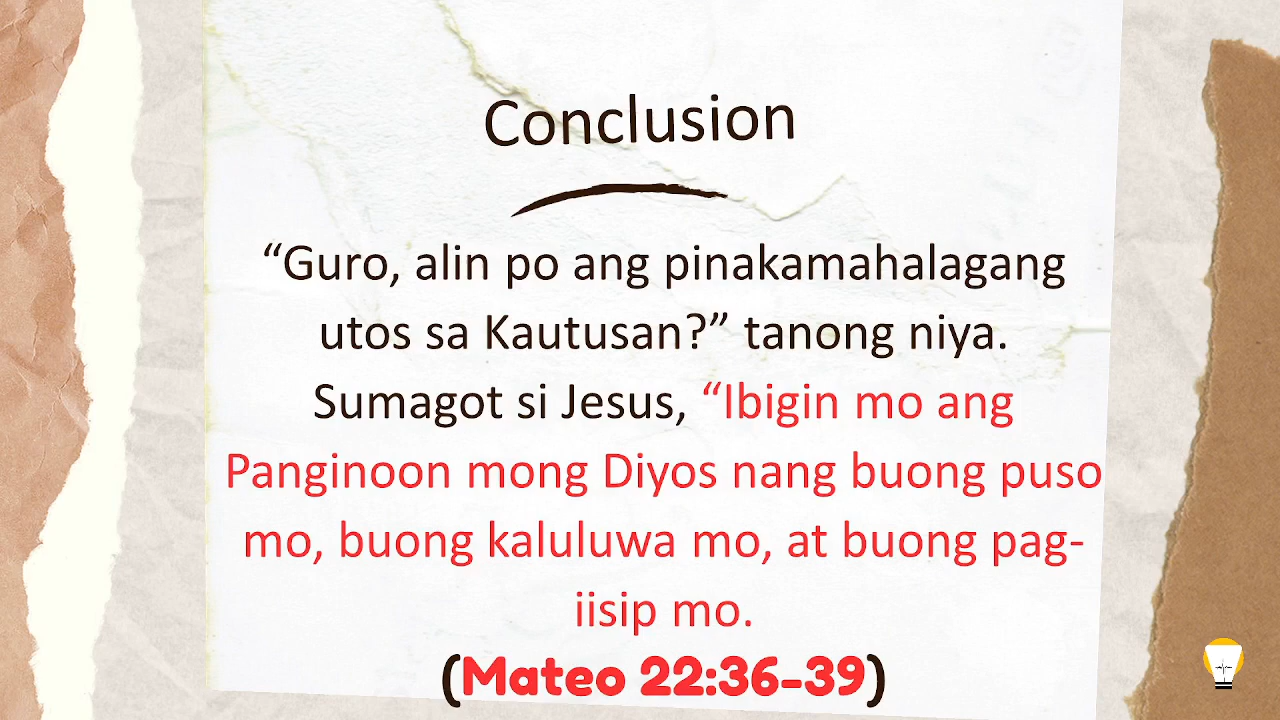 Conclusion
“Guro, alin po ang pinakamahalagang
utos sa Kautusan?” tanong niya.
Sumagot si Jesus, “Ibigin mo ang
Panginoon mong Diyos nang buong puso
mo, buong kaluluwa mo, at buong pag-
iisip mo.
(Mateo 22:36-39)